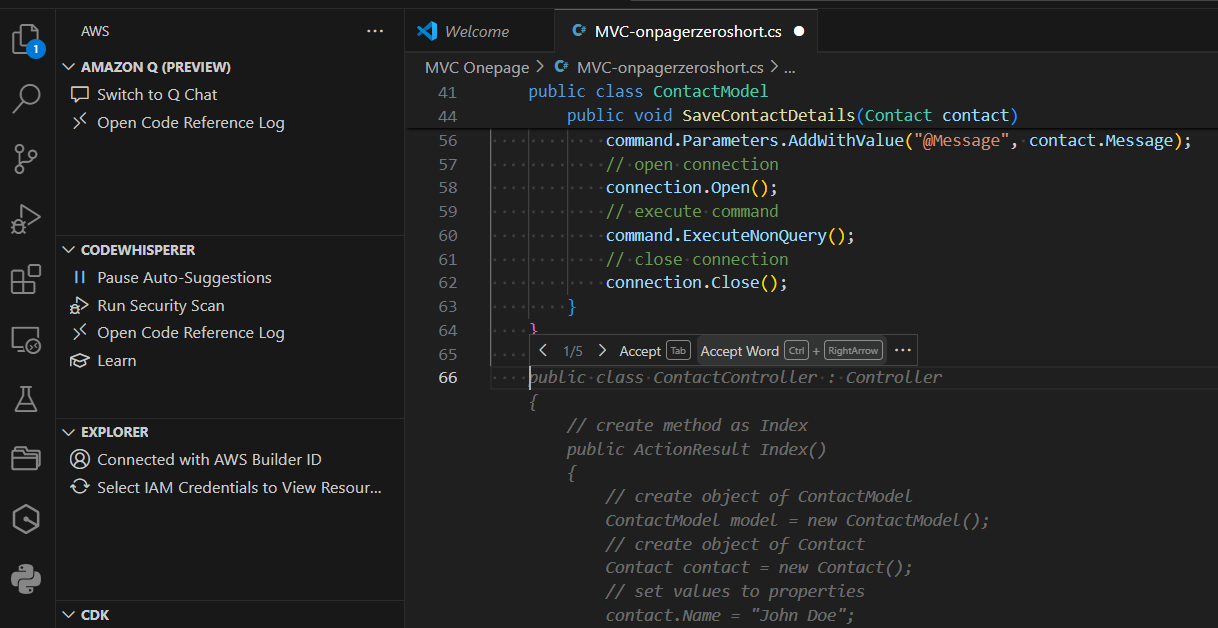 AWS
AMAZON Q (PREVIEW)
Switch to Q Chat
Open Code Reference Log
CODEWHISPERER
Pause Auto-Suggestions
Run Security Scan
Open Code Reference Log
Learn
EXPLORER
Connected with AWS Builder ID
Select IAM Credentials to View Resour...
CDK
1
Welcome
C# MVC-onpagerzeroshort.cs
MVC Onepage > C# MVC-onpagerzeroshort.cs > ...
41 public class ContactModel
44 public void SaveContactDetails(Contact contact)
56 command.Parameters.AddWithValue("@Message", contact.Message);
57 // open connection
58 connection.Open();
59 // execute command
60 command.ExecuteNonQuery();
61 // close connection
62 connection.Close();
63 }
64 }
65
1/5 Accept Tab Accept Word Ctrl + RightArrow ...
66 public class ContactController : Controller
{
// create method as Index
public ActionResult Index()
{
// create object of ContactModel
ContactModel model = new ContactModel();
// create object of Contact
Contact contact = new Contact();
// set values to properties
contact.Name = "John Doe";